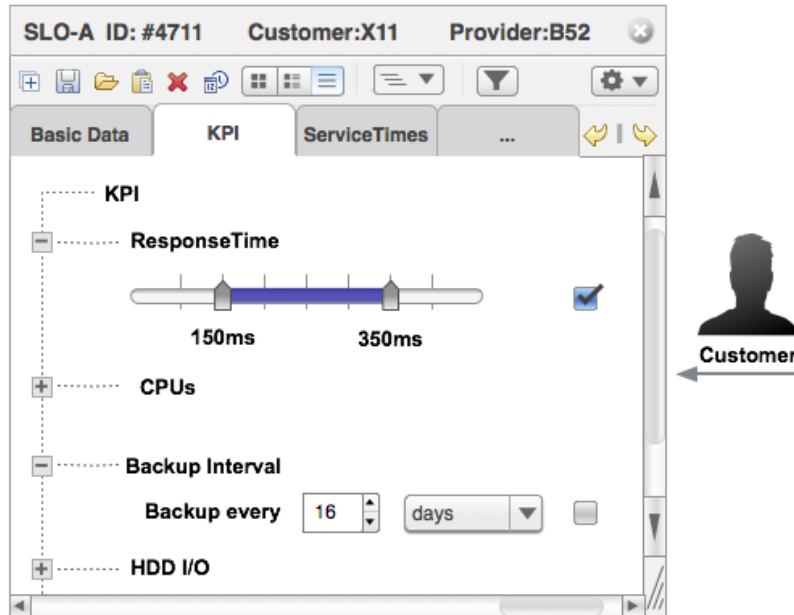 SLO-A ID: #4711 Customer:X11 Provider:B52
12
Basic Data KPI ServiceTimes ...
KPI
ResponseTime
150ms 350ms
Customer
CPUs
Backup Interval
Backup every 16 days
HDD I/O